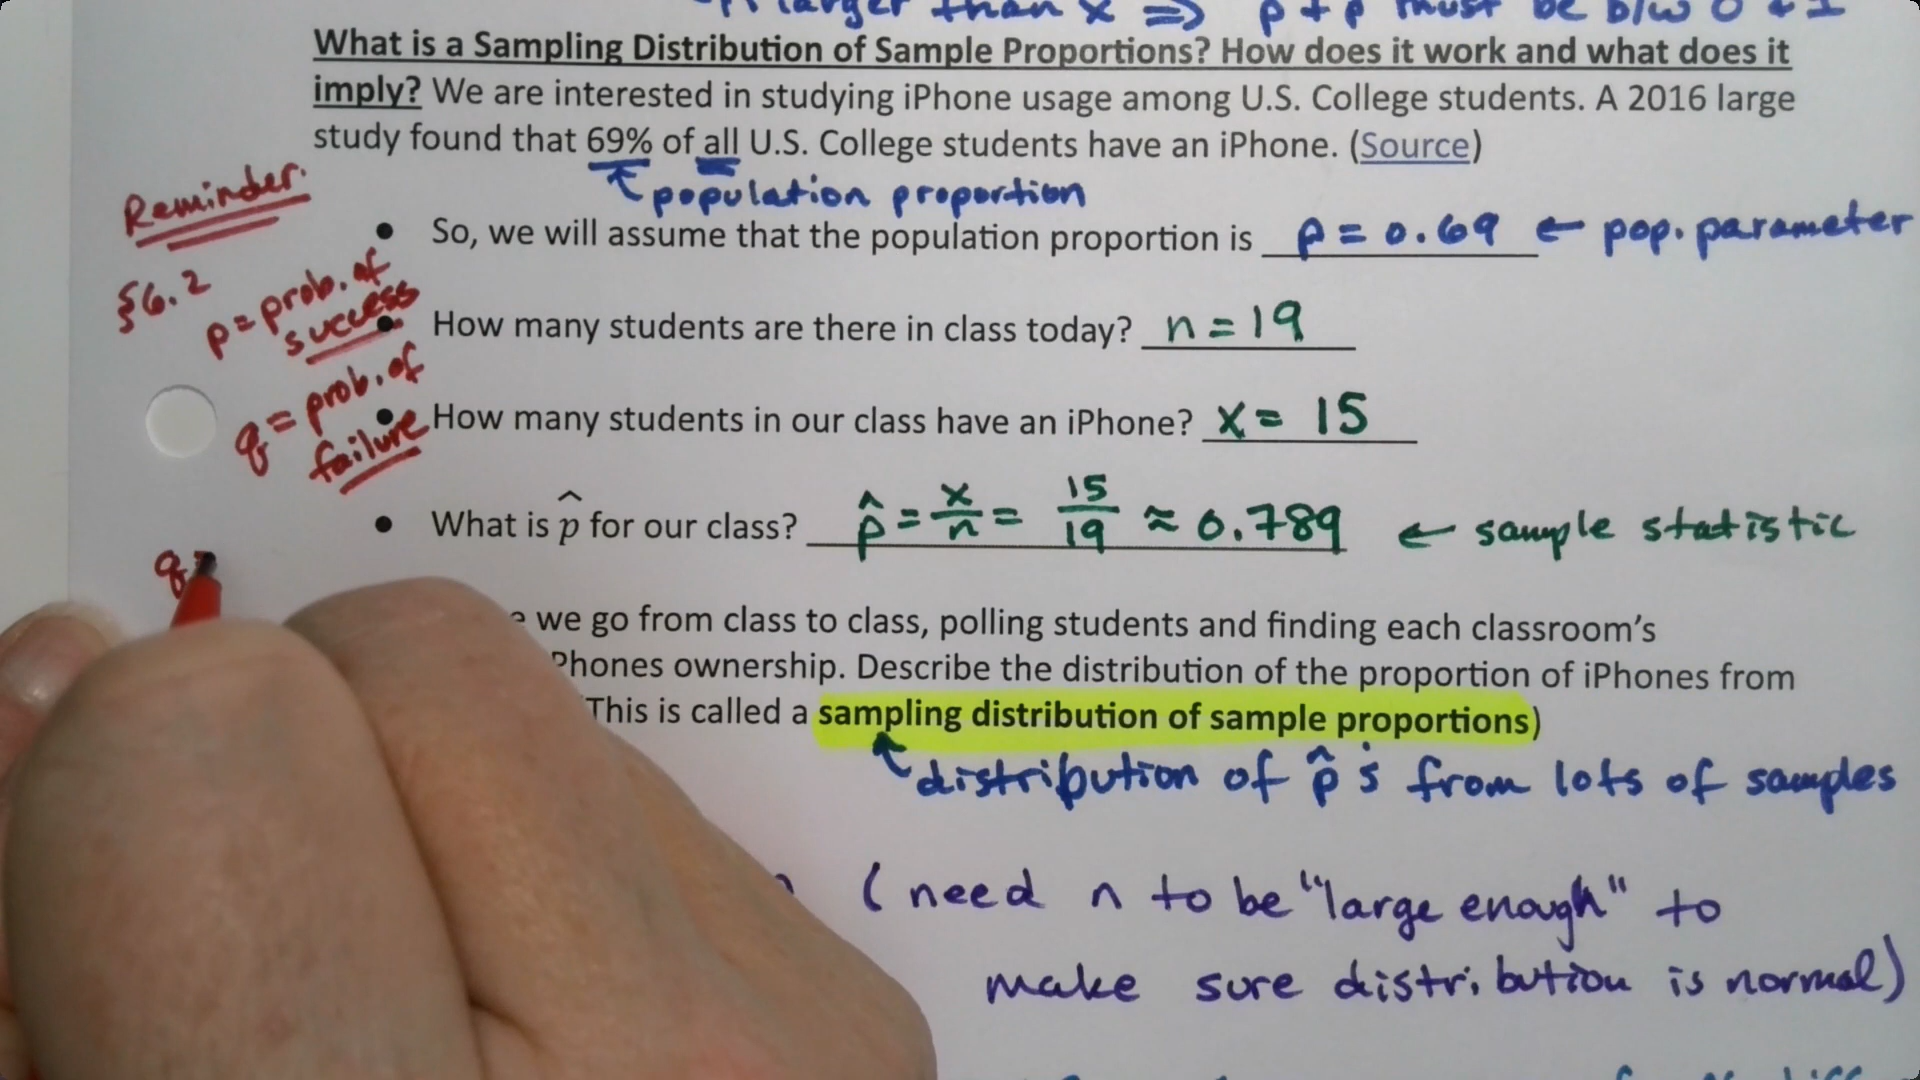 larger than x ⇒ p + p̂ must be b/w 0 & 1
What is a Sampling Distribution of Sample Proportions? How does it work and what does it
imply? We are interested in studying iPhone usage among U.S. College students. A 2016 large
study found that 69% of all U.S. College students have an iPhone. (Source)
population proportion
Reminder:
§6.2
p = prob. of
success
q = prob. of
failure
q =
• So, we will assume that the population proportion is p = 0.69 ← pop. parameter
• How many students are there in class today? n = 19
• How many students in our class have an iPhone? x = 15
• What is p̂ for our class? p̂ = x/n = 15/19 ≈ 0.789 ← sample statistic
we go from class to class, polling students and finding each classroom's
Phones ownership. Describe the distribution of the proportion of iPhones from
This is called a sampling distribution of sample proportions)
distribution of p̂'s from lots of samples
(need n to be "large enough" to
make sure distribution is normal)